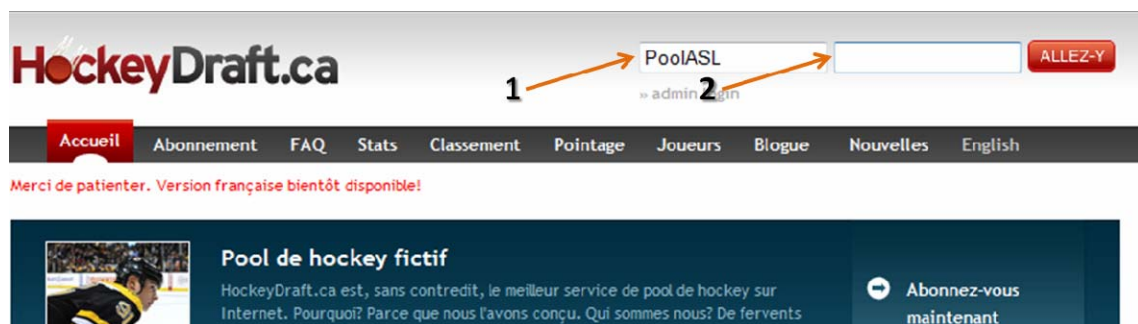 HockeyDraft.ca
1
PoolASL
2
ALLEZ-Y
» admin login
Accueil Abonnement FAQ Stats Classement Pointage Joueurs Blogue Nouvelles English
Merci de patienter. Version française bientôt disponible!
Pool de hockey fictif
HockeyDraft.ca est, sans contredit, le meilleur service de pool de hockey sur
Internet. Pourquoi? Parce que nous l'avons conçu. Qui sommes nous? De fervents
Abonnez-vous
maintenant